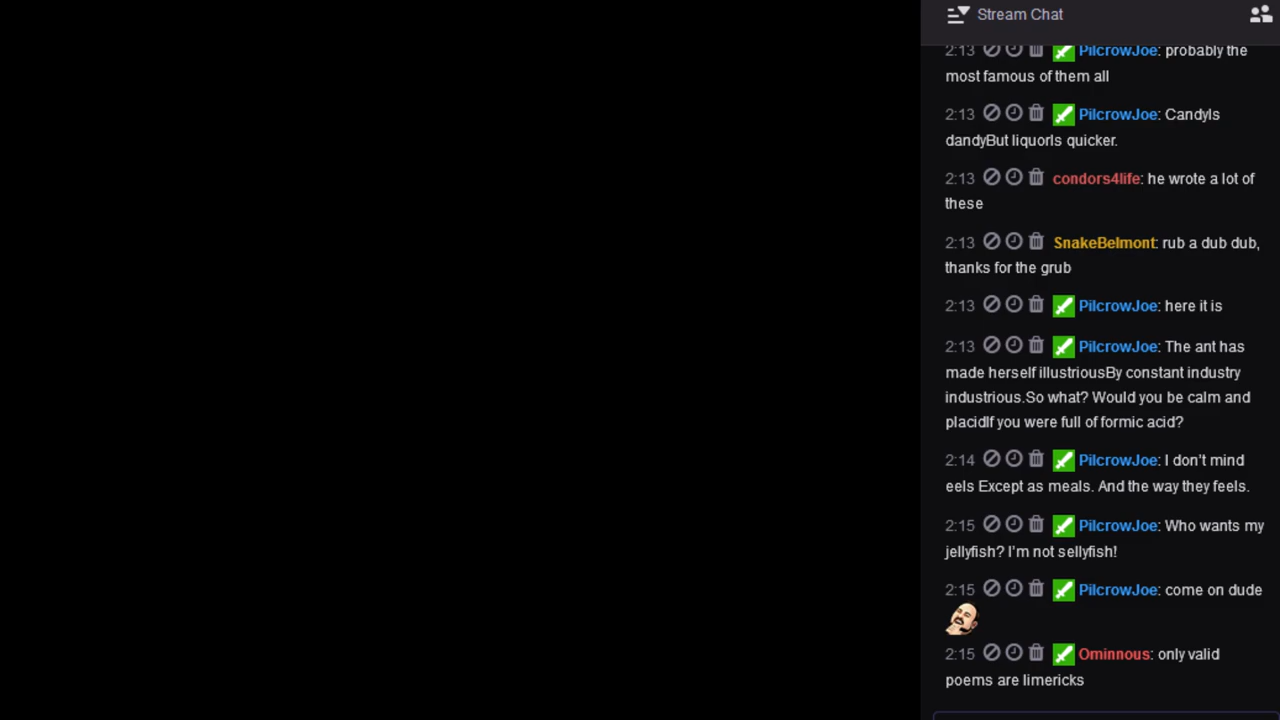 Stream Chat
2:13 PilcrowJoe: probably the
most famous of them all
2:13 PilcrowJoe: CandyIs
dandyBut liquorIs quicker.
2:13 condors4life: he wrote a lot of
these
2:13 SnakeBelmont: rub a dub dub,
thanks for the grub
2:13 PilcrowJoe: here it is
2:13 PilcrowJoe: The ant has
made herself illustriousBy constant industry
industrious.So what? Would you be calm and
placidIf you were full of formic acid?
2:14 PilcrowJoe: I don't mind
eels Except as meals. And the way they feels.
2:15 PilcrowJoe: Who wants my
jellyfish? I'm not sellyfish!
2:15 PilcrowJoe: come on dude
2:15 Ominnous: only valid
poems are limericks